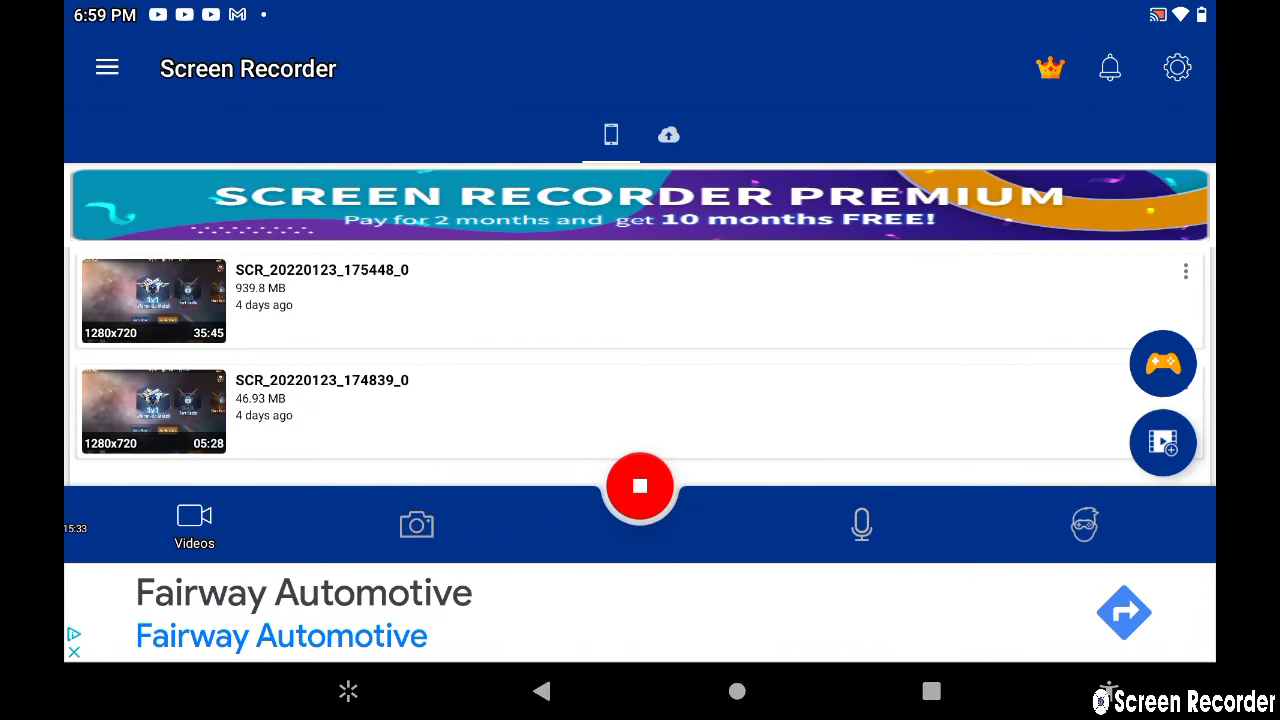 6:59 PM
Screen Recorder
SCREEN RECORDER PREMIUM
Pay for 2 months and get 10 months FREE!
SCR_20220123_175448_0
939.8 MB
4 days ago
1280x720 35:45
SCR_20220123_174839_0
46.93 MB
4 days ago
1280x720 05:28
15:33
Videos
Fairway Automotive
Fairway Automotive
Screen Recorder